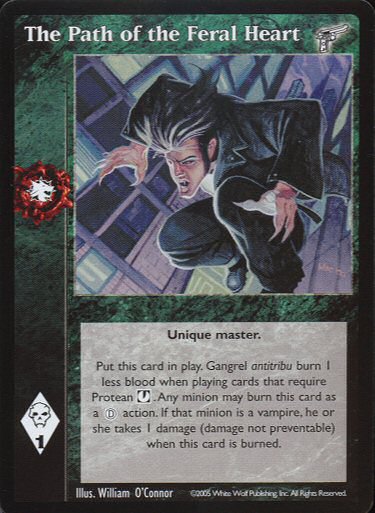 The Path of the Feral Heart
Unique master.
Put this card in play. Gangrel antitribu burn 1
less blood when playing cards that require
Protean. Any minion may burn this card as
a D action. If that minion is a vampire, he or
she takes 1 damage (damage not preventable)
when this card is burned.
1
Illus. William O'Connor
©2005 White Wolf Publishing, Inc. All Rights Reserved.